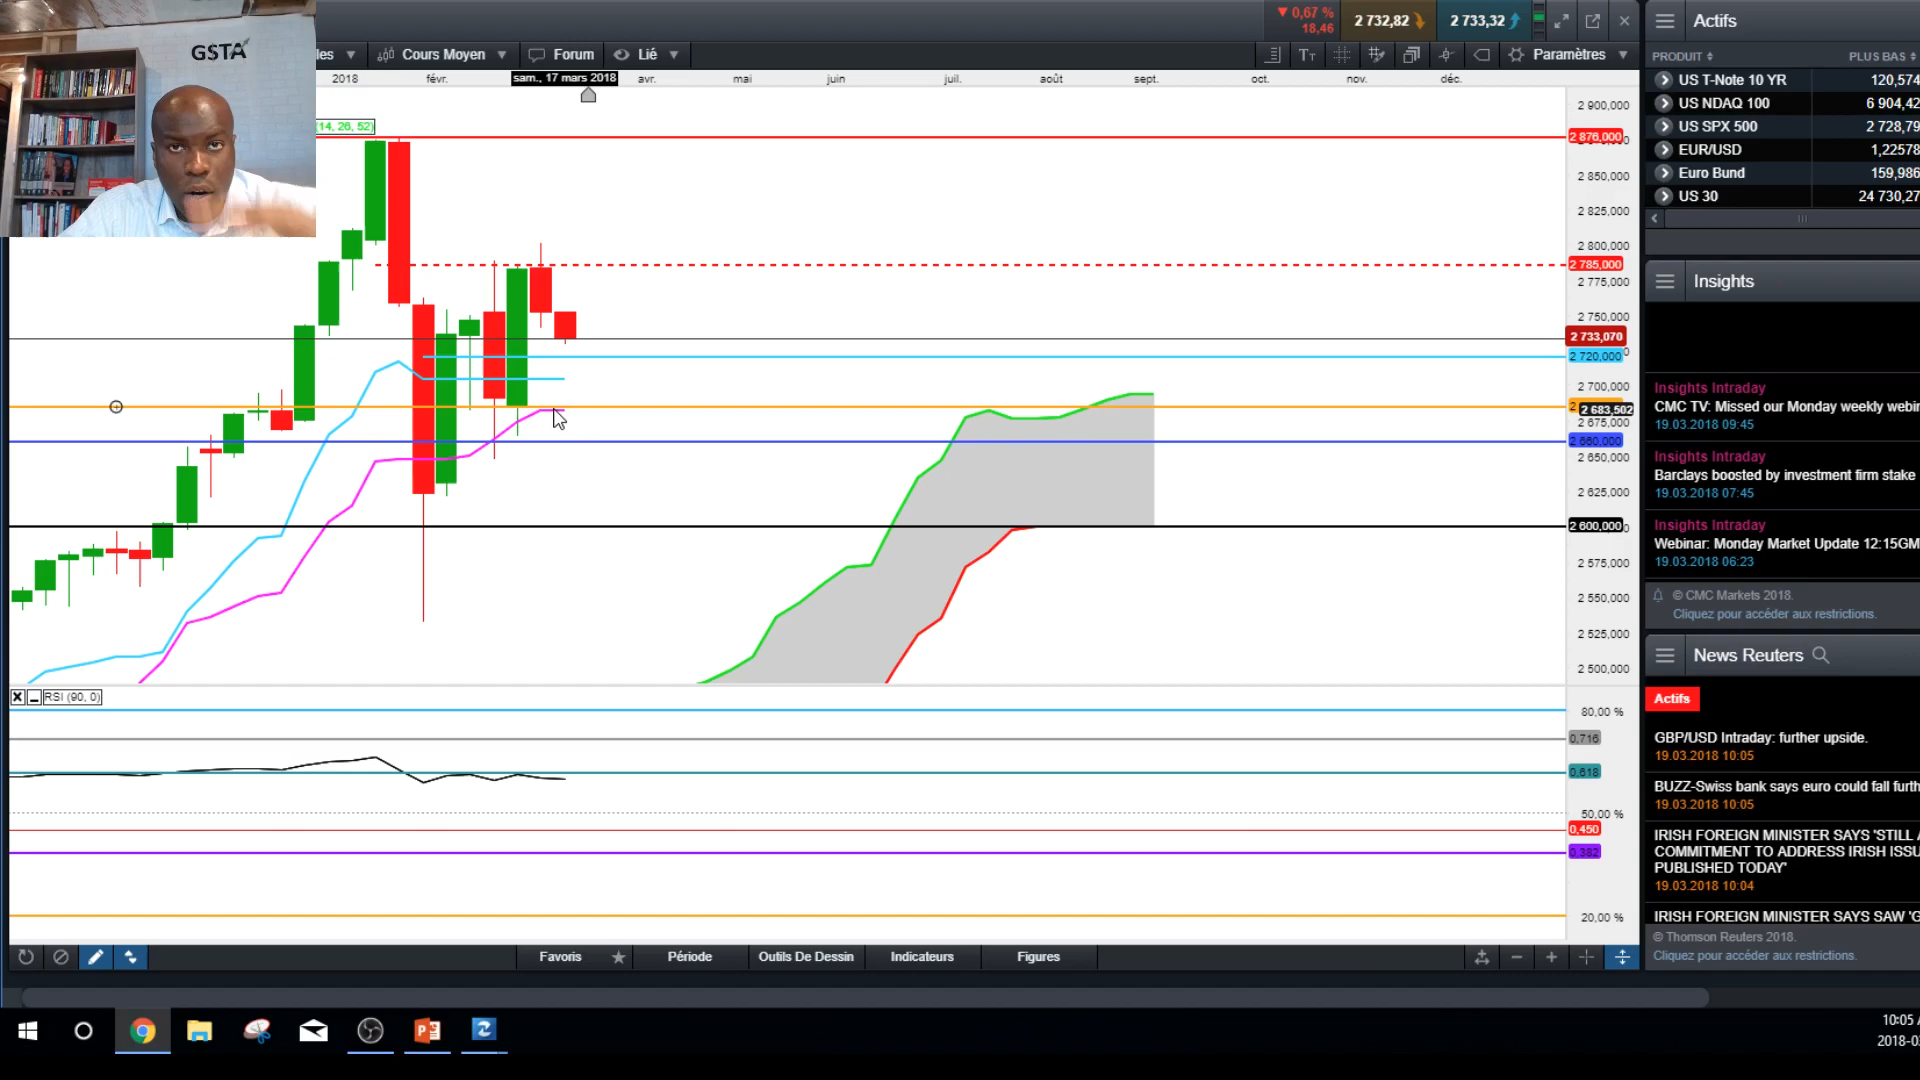 GSTA
0,67 %
18,46
2 732,82
2 733,32
Actifs
les
Cours Moyen
Forum
Lié
Paramètres
PRODUIT
PLUS BAS
2018
févr.
sam., 17 mars 2018
avr.
mai
juin
juil.
août
sept.
oct.
nov.
déc.
US T-Note 10 YR
120,574
US NDAQ 100
6 904,42
US SPX 500
2 728,79
EUR/USD
1,22578
Euro Bund
159,986
US 30
24 730,27
(14, 26, 52)
2 900,000
2 876,000
2 850,000
2 825,000
2 800,000
2 785,000
2 775,000
2 750,000
2 733,070
2 720,000
2 700,000
2 683,502
2 675,000
2 660,000
2 650,000
2 625,000
2 600,000
2 575,000
2 550,000
2 525,000
2 500,000
Insights
Insights Intraday
CMC TV: Missed our Monday weekly webin
19.03.2018 09:45
Insights Intraday
Barclays boosted by investment firm stake
19.03.2018 07:45
Insights Intraday
Webinar: Monday Market Update 12:15GM
19.03.2018 06:23
© CMC Markets 2018.
Cliquez pour accéder aux restrictions.
News Reuters
Actifs
GBP/USD Intraday: further upside.
19.03.2018 10:05
BUZZ-Swiss bank says euro could fall furth
19.03.2018 10:05
IRISH FOREIGN MINISTER SAYS 'STILL A
COMMITMENT TO ADDRESS IRISH ISSU
PUBLISHED TODAY'
19.03.2018 10:04
IRISH FOREIGN MINISTER SAYS SAW 'G
© Thomson Reuters 2018.
Cliquez pour accéder aux restrictions.
RSI (90, 0)
80,00 %
0,716
0,618
50,00 %
0,450
0,382
20,00 %
Favoris
Période
Outils De Dessin
Indicateurs
Figures
10:05
2018-03